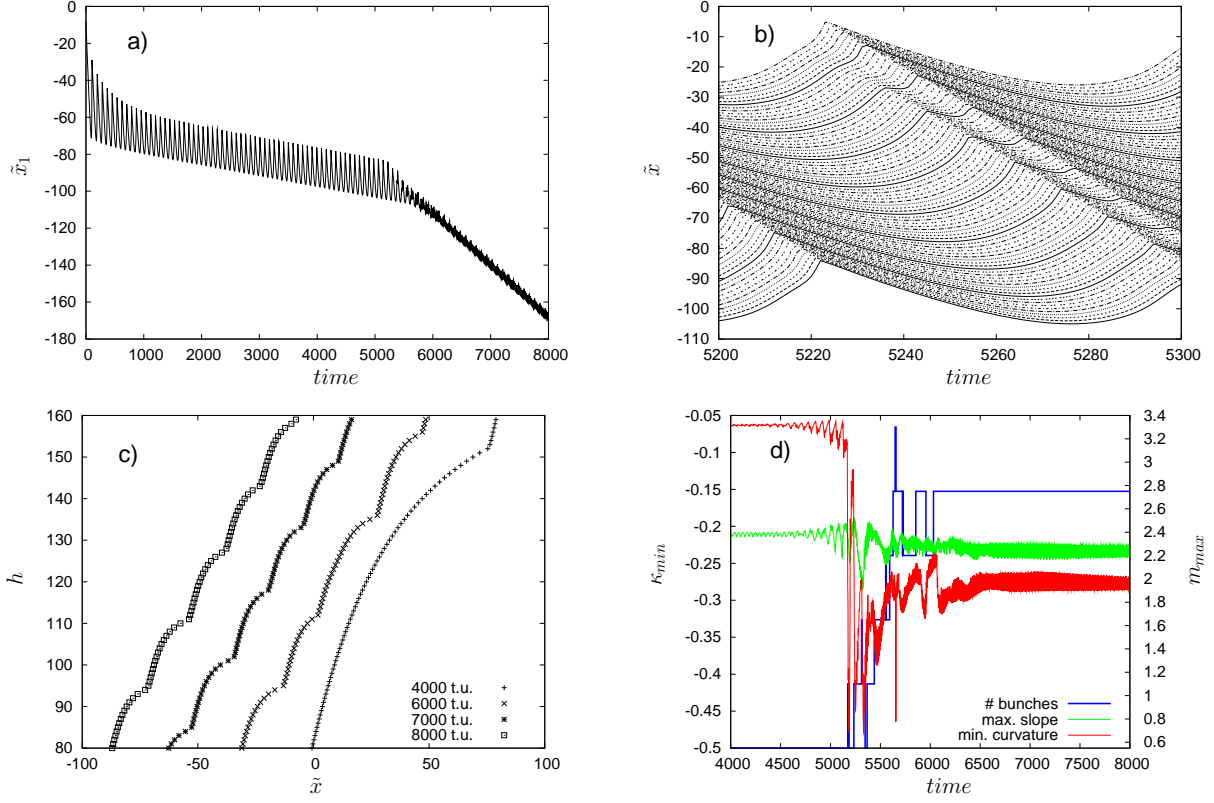 a)
0
-20
-40
-60
-80
-100
-120
-140
-160
-180
0 1000 2000 3000 4000 5000 6000 7000 8000
x̃₁
time
b)
0
-10
-20
-30
-40
-50
-60
-70
-80
-90
-100
-110
5200 5220 5240 5260 5280 5300
x̃
time
c)
160
150
140
130
120
110
100
90
80
-100 -50 0 50 100
h
x̃
4000 t.u.
6000 t.u.
7000 t.u.
8000 t.u.
d)
-0.05
-0.1
-0.15
-0.2
-0.25
-0.3
-0.35
-0.4
-0.45
-0.5
3.4
3.2
3
2.8
2.6
2.4
2.2
2
1.8
1.6
1.4
1.2
1
0.8
0.6
4000 4500 5000 5500 6000 6500 7000 7500 8000
κmin
mmax
time
# bunches
max. slope
min. curvature